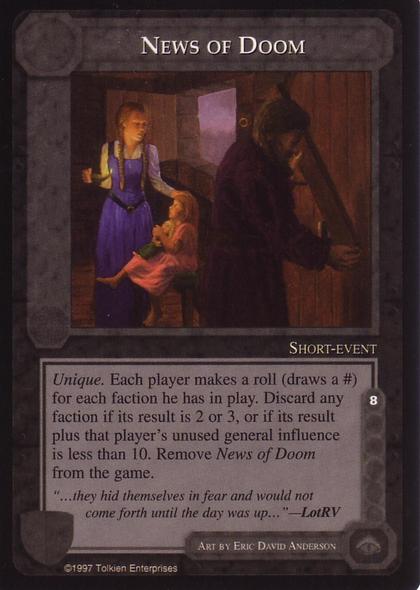 News of Doom
Short-event
Unique. Each player makes a roll (draws a #)
for each faction he has in play. Discard any
faction if its result is 2 or 3, or if its result
plus that player's unused general influence
is less than 10. Remove News of Doom
from the game.
8
"…they hid themselves in fear and would not
come forth until the day was up…"—LotRV
Art by Eric David Anderson
©1997 Tolkien Enterprises